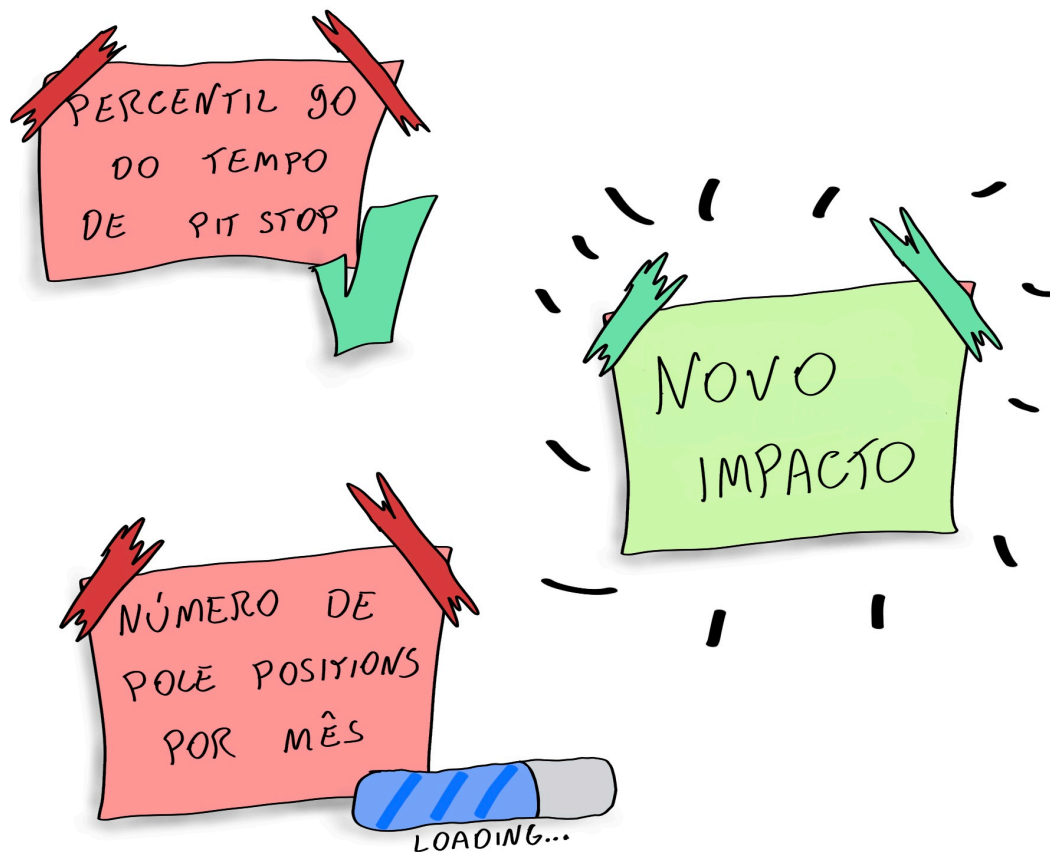 PERCENTIL 90
DO TEMPO
DE PIT STOP
NOVO
IMPACTO
NÚMERO DE
POLE POSITIONS
POR MÊS
LOADING...